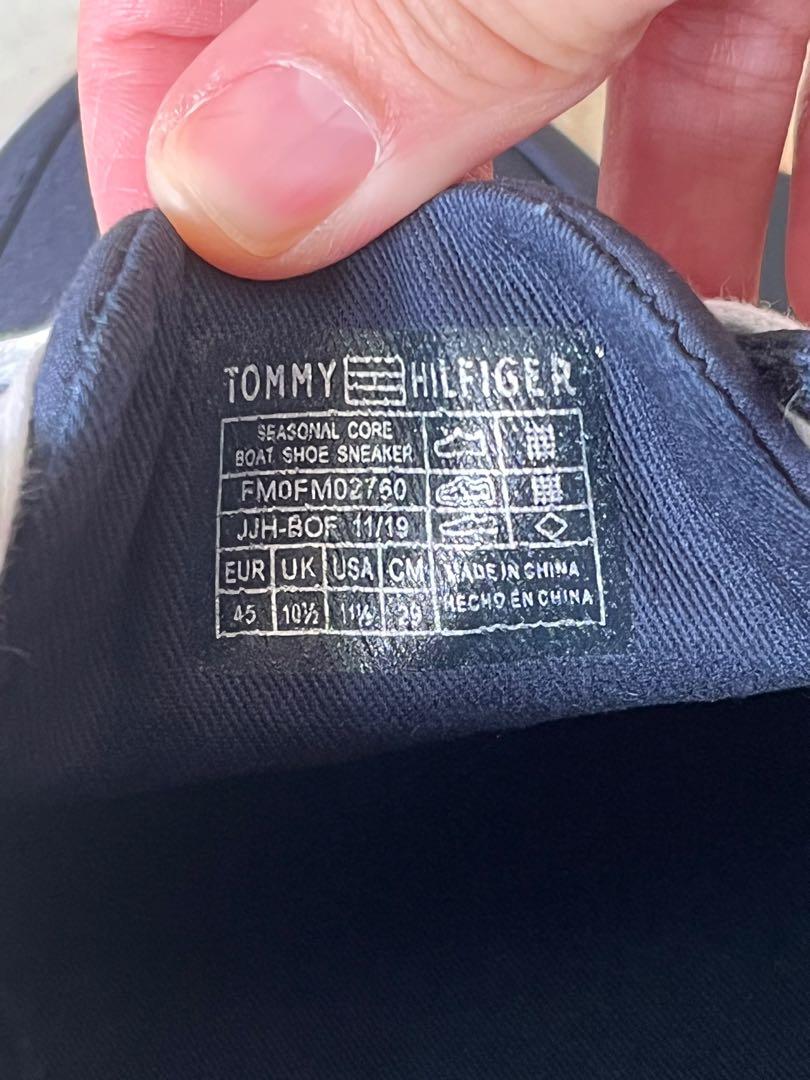 TOMMY HILFIGER
SEASONAL CORE
BOAT SHOE SNEAKER
FM0FM02760
JJH-BOF 11/19
EUR UK USA CM
45 10½ 11½ 29
MADE IN CHINA
HECHO EN CHINA